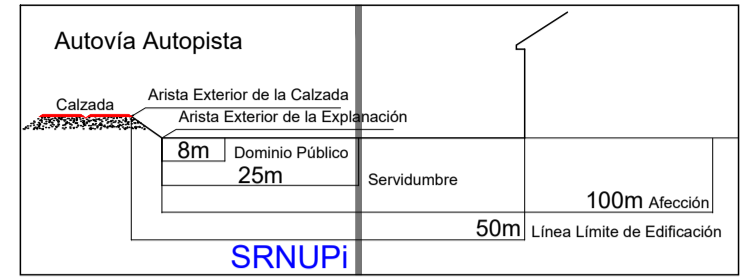 Autovía Autopista
Arista Exterior de la Calzada
Calzada
Arista Exterior de la Explanación
8m Dominio Público
25m Servidumbre
100m Afección
50m Línea Límite de Edificación
SRNUPi